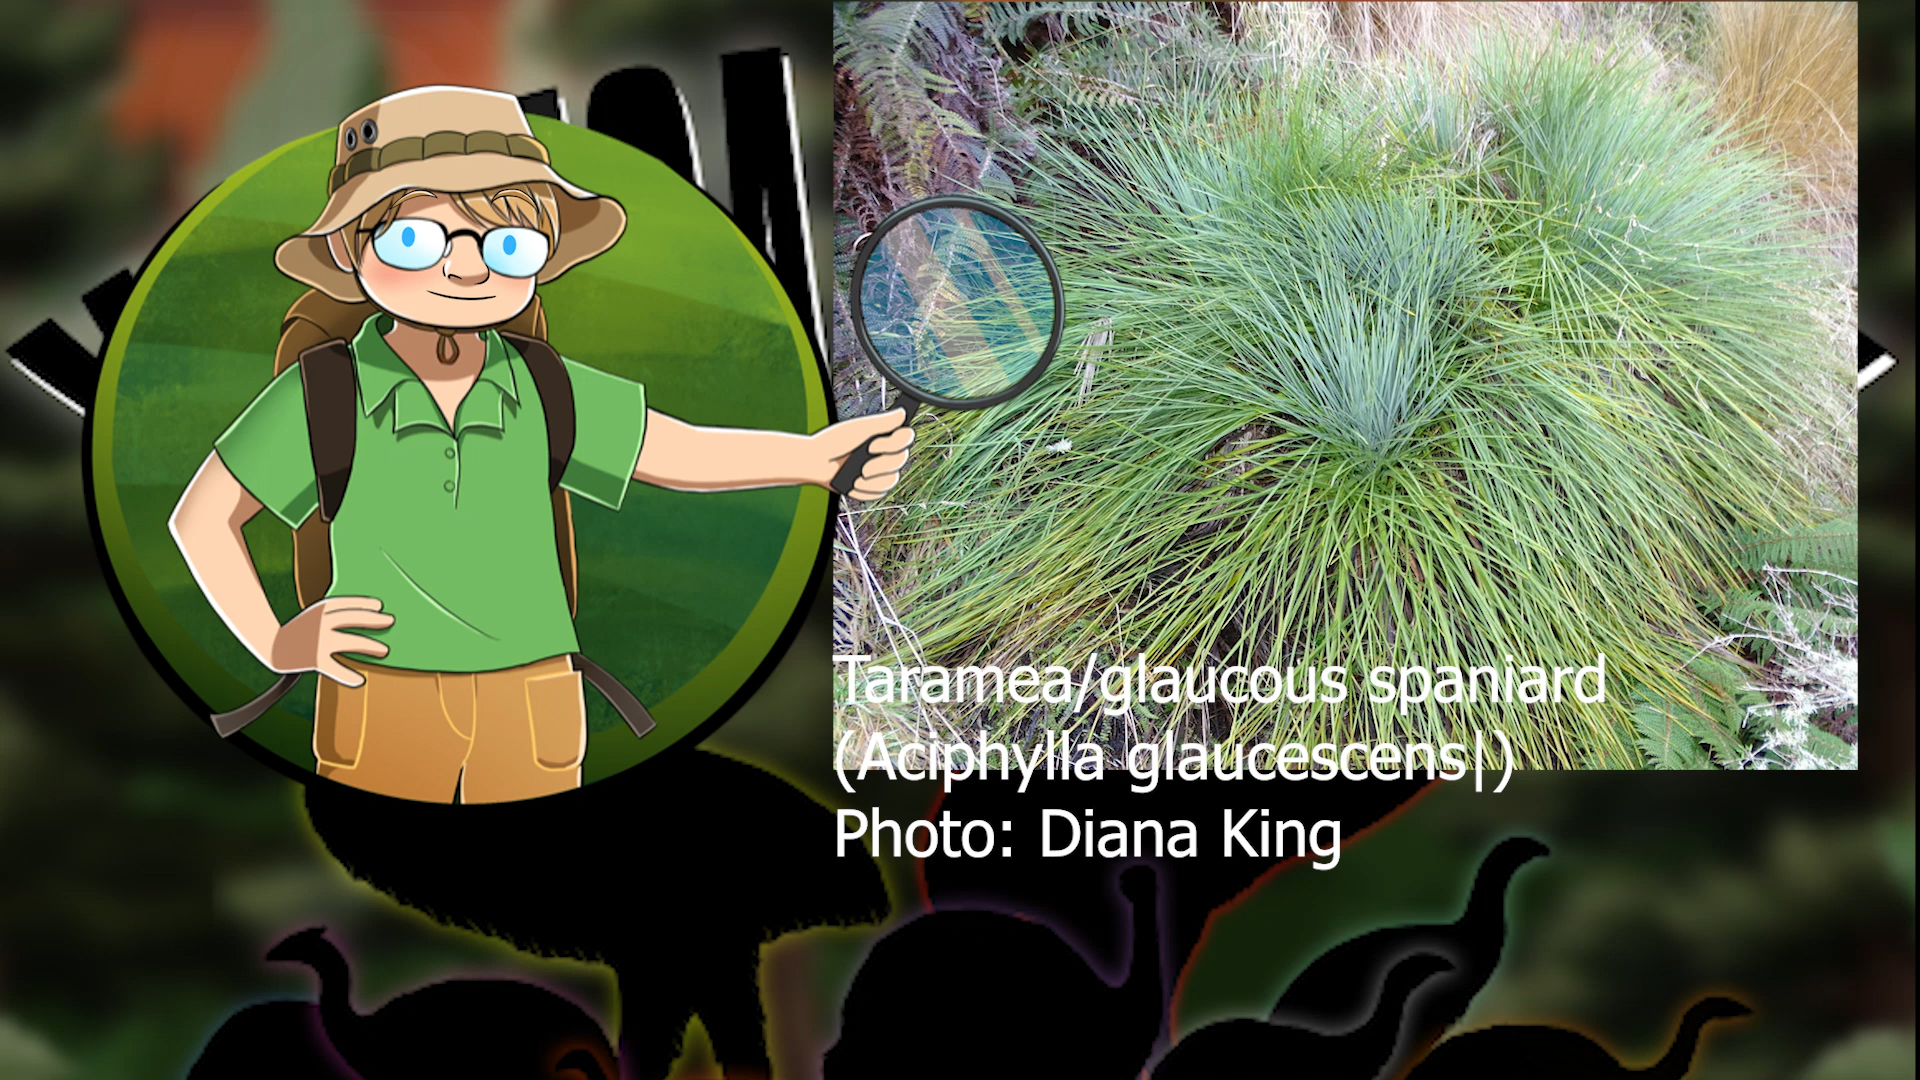 Taramea/glaucous spaniard
(Aciphylla glaucescens|)
Photo: Diana King